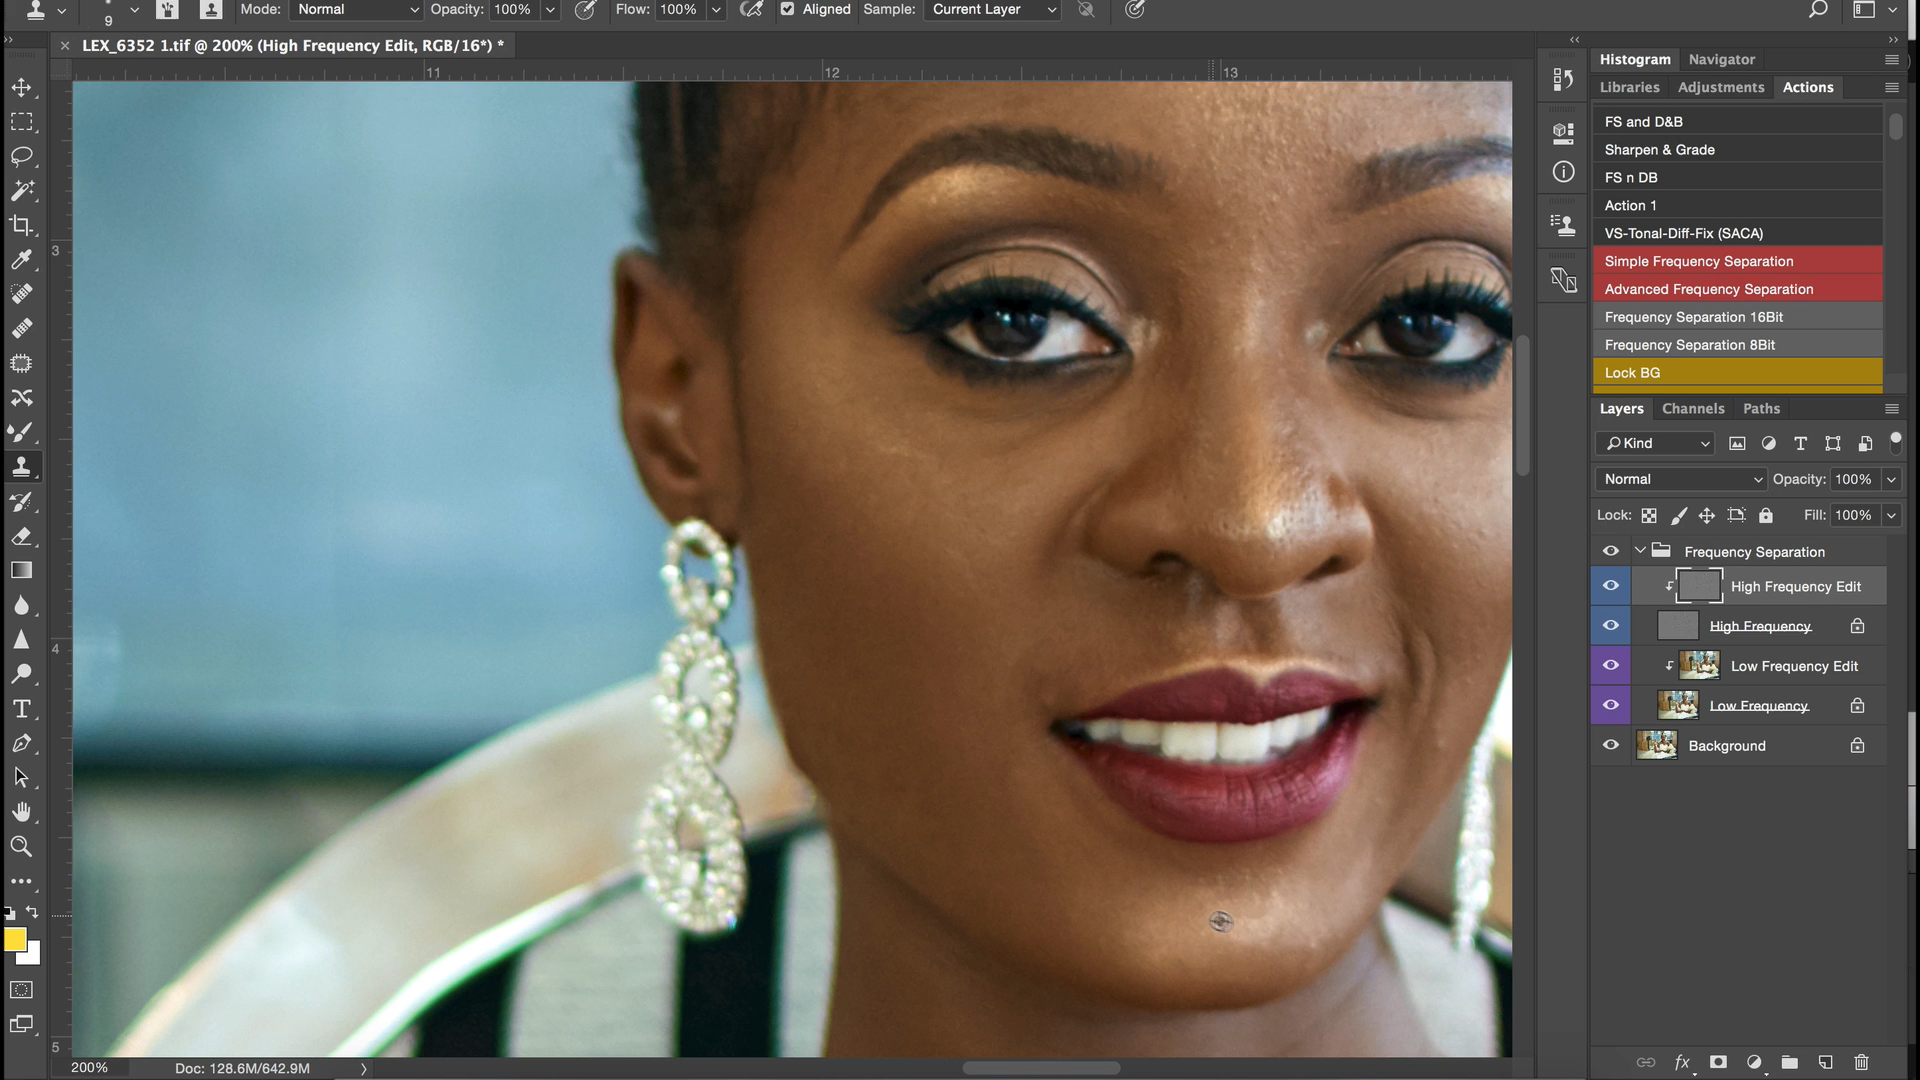 9
Mode: Normal Opacity: 100% Flow: 100% Aligned Sample: Current Layer
LEX_6352 1.tif @ 200% (High Frequency Edit, RGB/16*) *
11 12 13
3
4
5
Histogram Navigator
Libraries Adjustments Actions
FS and D&B
Sharpen & Grade
FS n DB
Action 1
VS-Tonal-Diff-Fix (SACA)
Simple Frequency Separation
Advanced Frequency Separation
Frequency Separation 16Bit
Frequency Separation 8Bit
Lock BG
Layers Channels Paths
Kind
Normal Opacity: 100%
Lock: Fill: 100%
Frequency Separation
High Frequency Edit
High Frequency
Low Frequency Edit
Low Frequency
Background
fx
200% Doc: 128.6M/642.9M